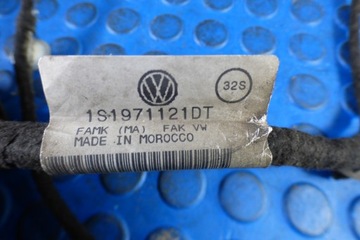 32S
1S1971121DT
FAMK (MA) FAK VW
MADE IN MOROCCO